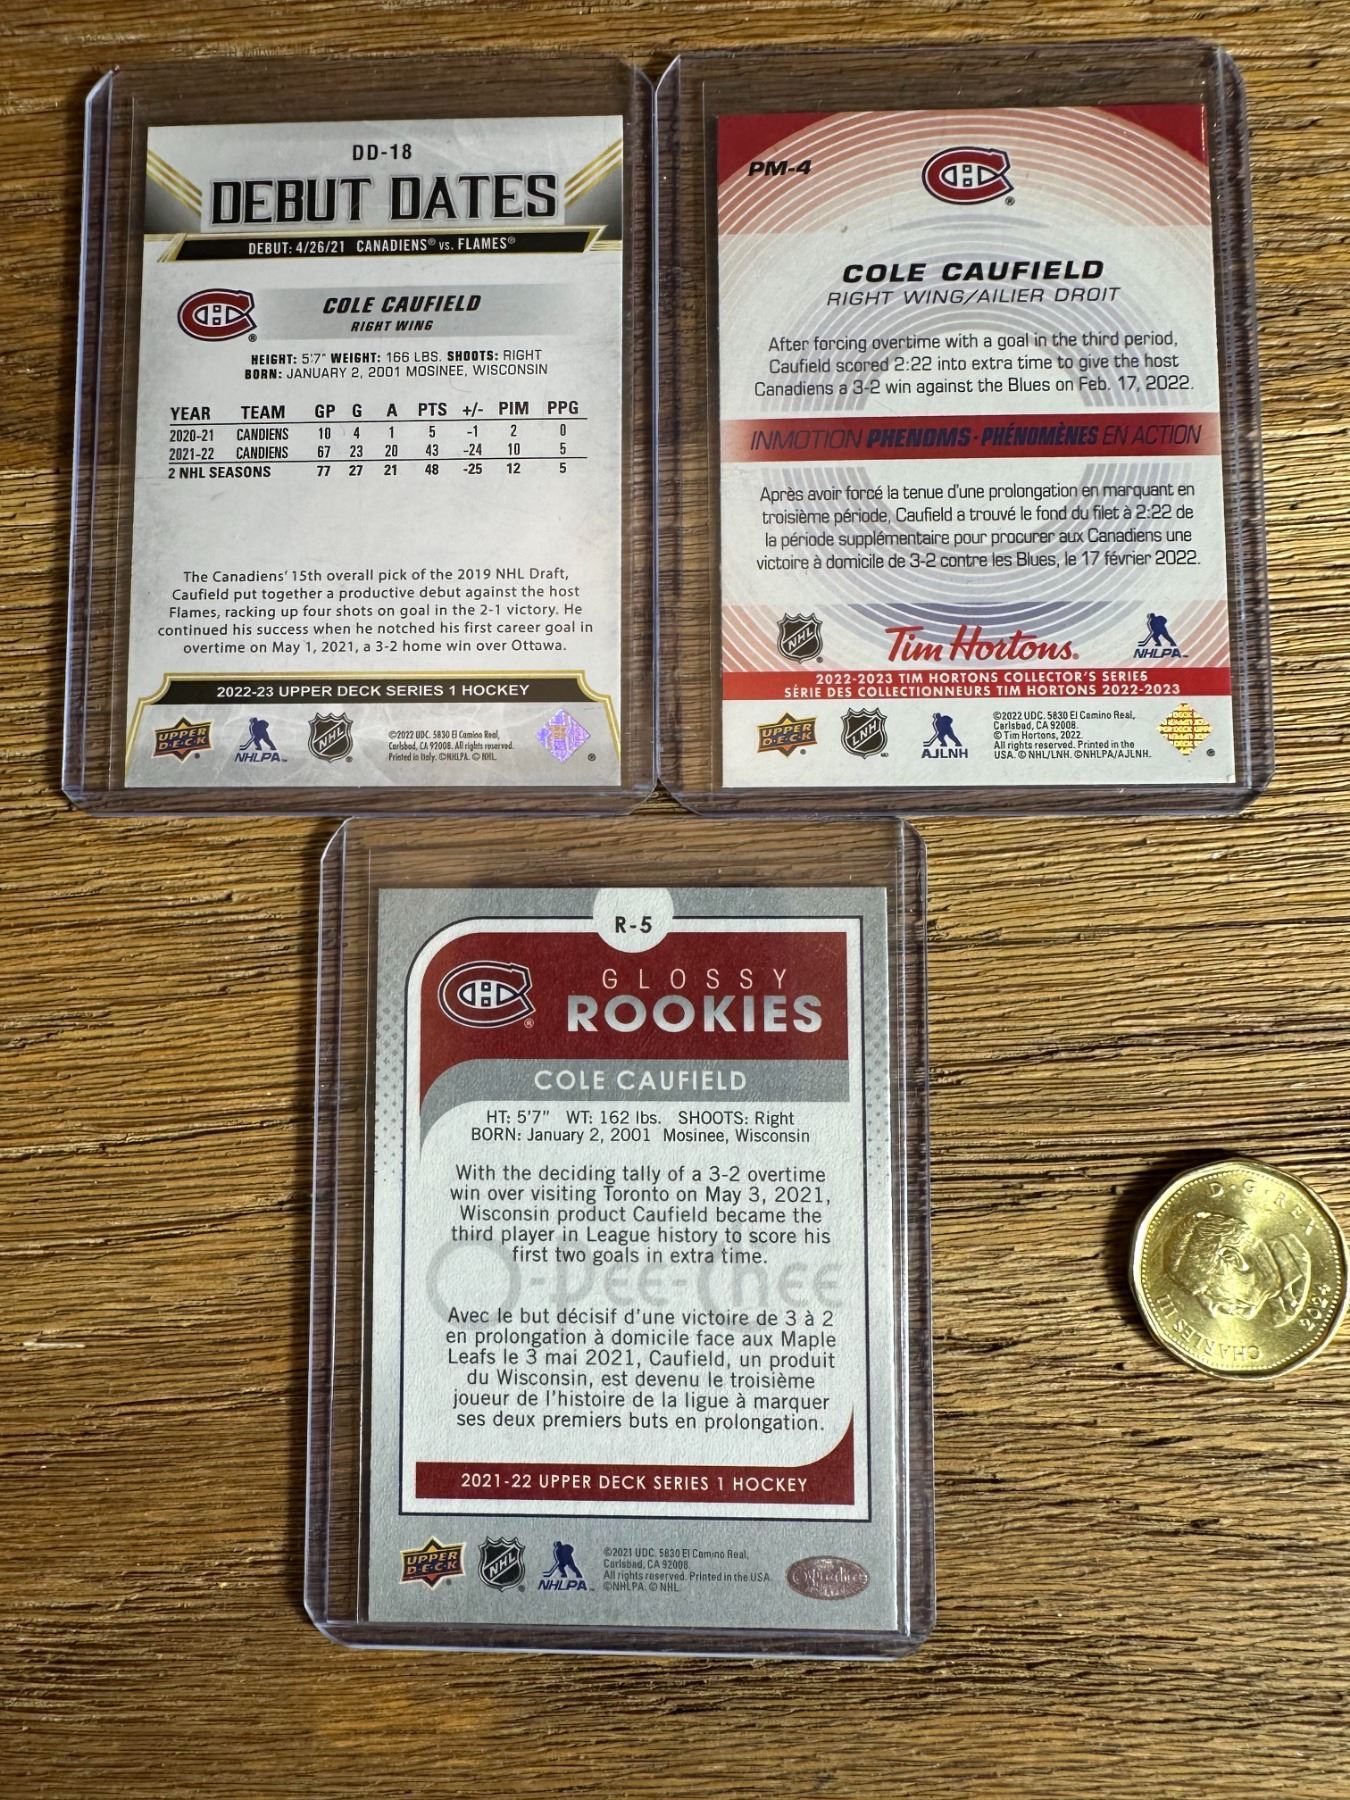 DD-18
DEBUT DATES
DEBUT: 4/26/21 CANADIENS® VS. FLAMES®
COLE CAUFIELD
RIGHT WING
HEIGHT: 5'7" WEIGHT: 166 LBS. SHOOTS: RIGHT
BORN: JANUARY 2, 2001 MOSINEE, WISCONSIN
YEAR TEAM GP G A PTS +/- PIM PPG
2020-21 CANDIENS 10 4 1 5 -1 2 0
2021-22 CANDIENS 67 23 20 43 -24 10 5
2 NHL SEASONS 77 27 21 48 -25 12 5
The Canadiens' 15th overall pick of the 2019 NHL Draft,
Caufield put together a productive debut against the host
Flames, racking up four shots on goal in the 2-1 victory. He
continued his success when he notched his first career goal in
overtime on May 1, 2021, a 3-2 home win over Ottawa.
2022-23 UPPER DECK SERIES 1 HOCKEY
UPPER DECK
NHLPA
NHL
©2022 UDC. 5830 El Camino Real,
Carlsbad, CA 92008. All rights reserved.
Printed in Italy. ©NHLPA. © NHL.
PM-4
COLE CAUFIELD
RIGHT WING/AILIER DROIT
After forcing overtime with a goal in the third period,
Caufield scored 2:22 into extra time to give the host
Canadiens a 3-2 win against the Blues on Feb. 17, 2022.
INMOTION PHENOMS · PHÉNOMÈNES EN ACTION
Après avoir forcé la tenue d'une prolongation en marquant en
troisième période, Caufield a trouvé le fond du filet à 2:22 de
la période supplémentaire pour procurer aux Canadiens une
victoire à domicile de 3-2 contre les Blues, le 17 février 2022.
NHL
Tim Hortons®
NHLPA
2022-2023 TIM HORTONS COLLECTOR'S SERIES
SÉRIE DES COLLECTIONNEURS TIM HORTONS 2022-2023
UPPER DECK
LNH
AJLNH
©2022 UDC. 5830 El Camino Real,
Carlsbad, CA 92008.
© Tim Hortons, 2022.
All rights reserved. Printed in the
USA. © NHL/LNH. ©NHLPA/AJLNH.
R-5
GLOSSY
ROOKIES
COLE CAUFIELD
HT: 5'7" WT: 162 lbs. SHOOTS: Right
BORN: January 2, 2001 Mosinee, Wisconsin
With the deciding tally of a 3-2 overtime
win over visiting Toronto on May 3, 2021,
Wisconsin product Caufield became the
third player in League history to score his
first two goals in extra time.
O-Pee-Chee
Avec le but décisif d'une victoire de 3 à 2
en prolongation à domicile face aux Maple
Leafs le 3 mai 2021, Caufield, un produit
du Wisconsin, est devenu le troisième
joueur de l'histoire de la ligue à marquer
ses deux premiers buts en prolongation.
2021-22 UPPER DECK SERIES 1 HOCKEY
UPPER DECK
NHL
NHLPA
©2021 UDC. 5830 El Camino Real,
Carlsbad, CA 92008.
All rights reserved. Printed in the USA.
©NHLPA. © NHL.
O-Pee-Chee
CHARLES III D·G·REX
2024